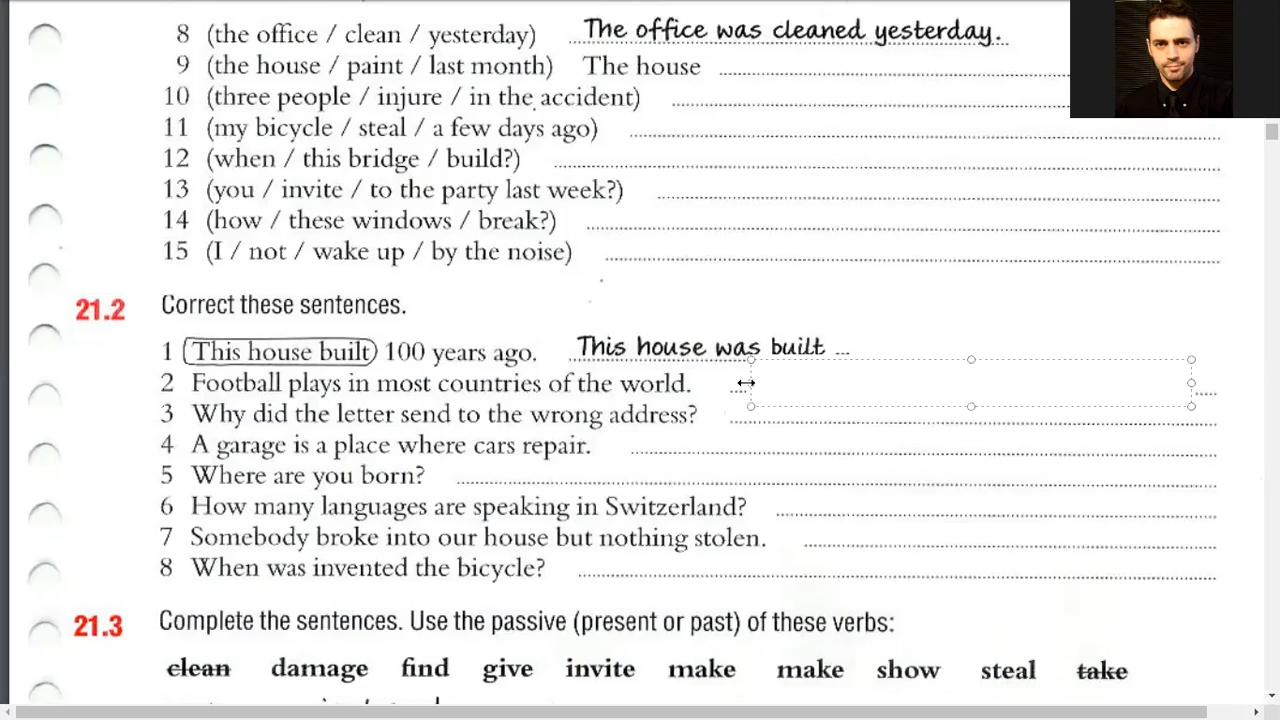 8 (the office / clean / yesterday) The office was cleaned yesterday.
9 (the house / paint / last month) The house
10 (three people / injure / in the accident)
11 (my bicycle / steal / a few days ago)
12 (when / this bridge / build?)
13 (you / invite / to the party last week?)
14 (how / these windows / break?)
15 (I / not / wake up / by the noise)
21.2 Correct these sentences.
1 This house built 100 years ago. This house was built ...
2 Football plays in most countries of the world.
3 Why did the letter send to the wrong address?
4 A garage is a place where cars repair.
5 Where are you born?
6 How many languages are speaking in Switzerland?
7 Somebody broke into our house but nothing stolen.
8 When was invented the bicycle?
21.3 Complete the sentences. Use the passive (present or past) of these verbs:
clean damage find give invite make make show steal take